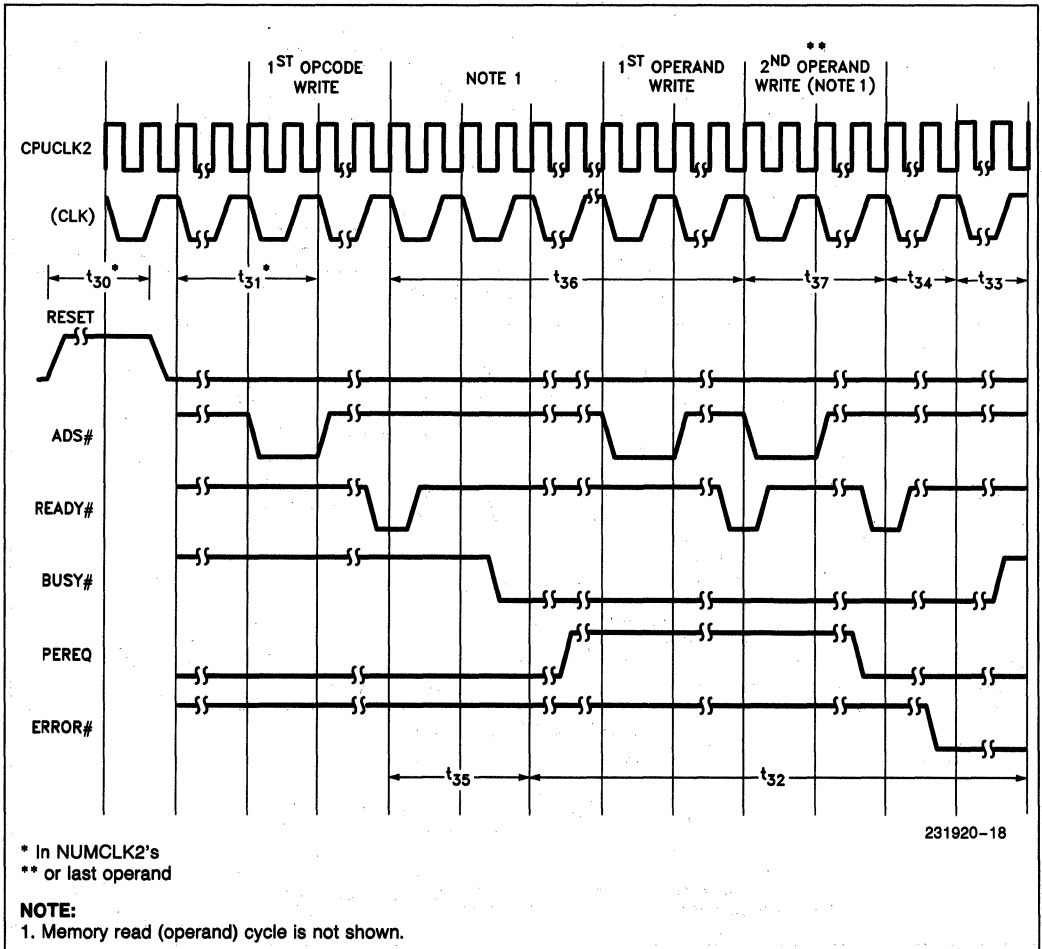 **
1ST OPCODE
WRITE
NOTE 1
1ST OPERAND
WRITE
2ND OPERAND
WRITE (NOTE 1)
CPUCLK2
(CLK)
t30*
t31*
t36
t37
t34
t33
RESET
ADS#
READY#
BUSY#
PEREQ
ERROR#
t35
t32
231920-18
* In NUMCLK2's
** or last operand
NOTE:
1. Memory read (operand) cycle is not shown.